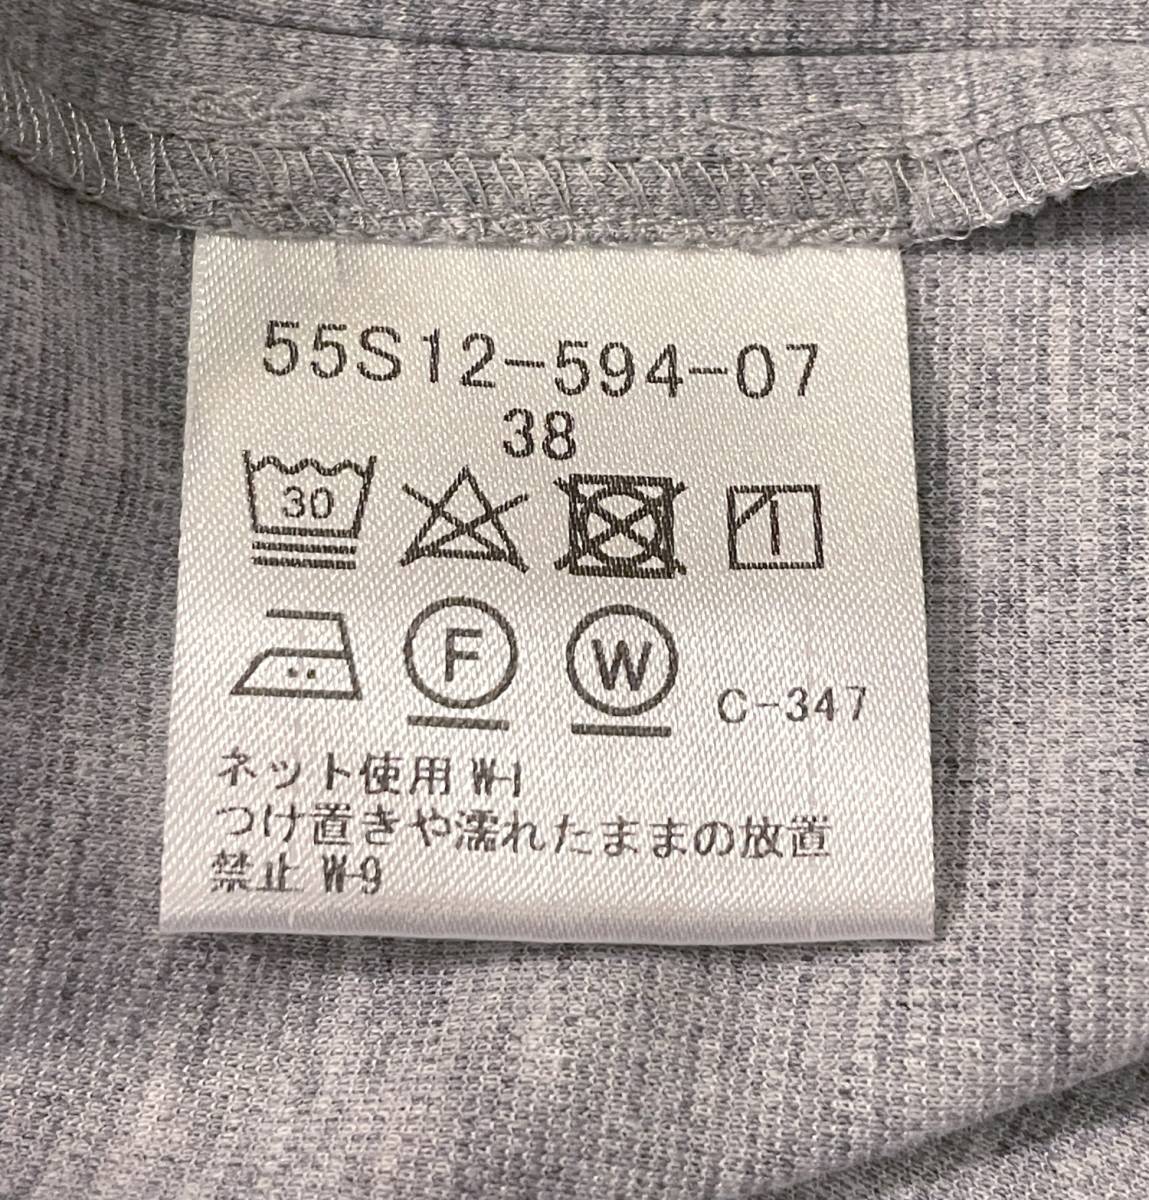 55S12-594-07
38
30
F W C-347
ネット使用 W-1
つけ置きや濡れたままの放置
禁止 W-9